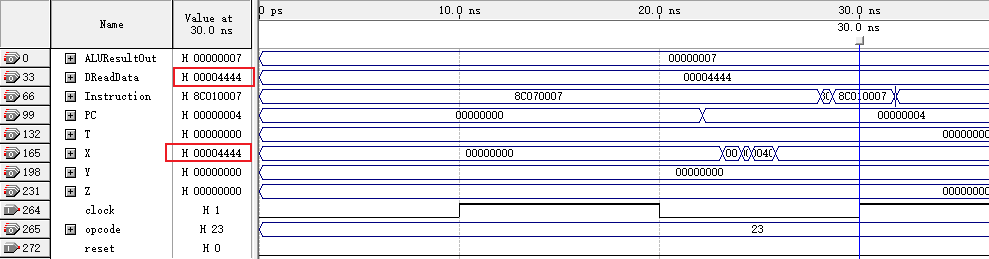 0 ps 10.0 ns 20.0 ns 30.0 ns
Name Value at 30.0 ns 30.0 ns
0 ALUResultOut H 00000007 00000007
33 DReadData H 00004444 00004444
66 Instruction H 8C010007 8C070007 8C010007
99 PC H 00000004 00000000 00000004
132 T H 00000000 0000000
165 X H 00004444 00000000 00 040
198 Y H 00000000 00000000
231 Z H 00000000 0000000
264 clock H 1
265 opcode H 23 23
272 reset H 0